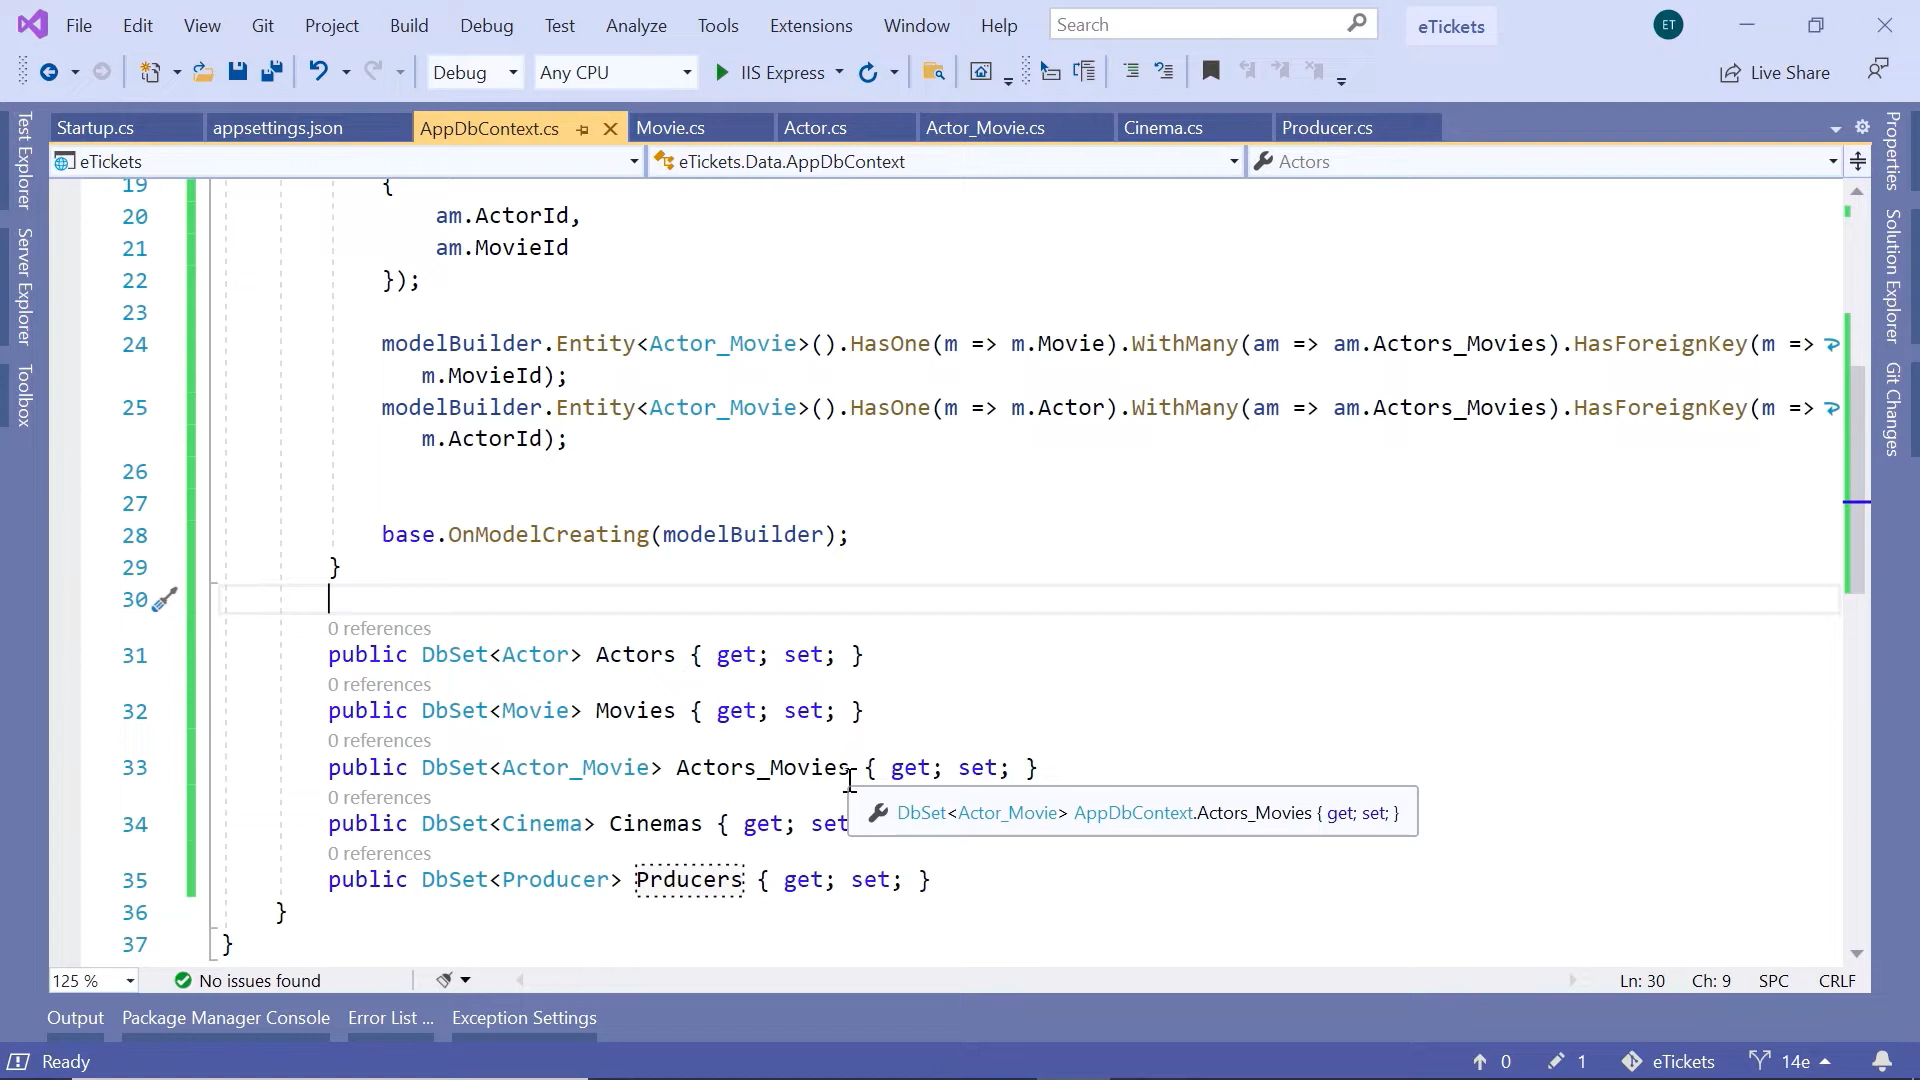 File Edit View Git Project Build Debug Test Analyze Tools Extensions Window Help Search eTickets ET
Debug Any CPU IIS Express Live Share
Startup.cs appsettings.json AppDbContext.cs Movie.cs Actor.cs Actor_Movie.cs Cinema.cs Producer.cs
eTickets eTickets.Data.AppDbContext Actors
Test Explorer
Server Explorer
Toolbox
19 {
20 am.ActorId,
21 am.MovieId
22 });
23
24 modelBuilder.Entity<Actor_Movie>().HasOne(m => m.Movie).WithMany(am => am.Actors_Movies).HasForeignKey(m =>
m.MovieId);
25 modelBuilder.Entity<Actor_Movie>().HasOne(m => m.Actor).WithMany(am => am.Actors_Movies).HasForeignKey(m =>
m.ActorId);
26
27
28 base.OnModelCreating(modelBuilder);
29 }
30
0 references
31 public DbSet<Actor> Actors { get; set; }
0 references
32 public DbSet<Movie> Movies { get; set; }
0 references
33 public DbSet<Actor_Movie> Actors_Movies { get; set; }
0 references
DbSet<Actor_Movie> AppDbContext.Actors_Movies { get; set; }
34 public DbSet<Cinema> Cinemas { get; set
0 references
35 public DbSet<Producer> Prducers { get; set; }
36 }
37 }
Properties
Solution Explorer
Git Changes
125 % No issues found Ln: 30 Ch: 9 SPC CRLF
Output Package Manager Console Error List ... Exception Settings
Ready 0 1 eTickets 14e